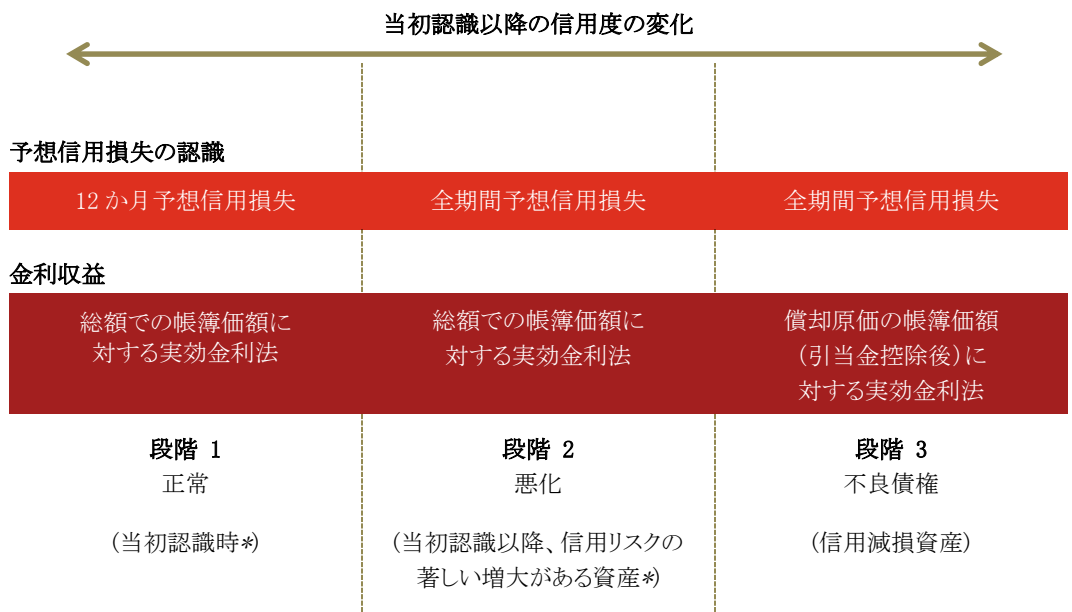 当初認識以降の信用度の変化
予想信用損失の認識
12 か月予想信用損失
全期間予想信用損失
全期間予想信用損失
金利収益
総額での帳簿価額に
対する実効金利法
総額での帳簿価額に
対する実効金利法
償却原価の帳簿価額
(引当金控除後)に
対する実効金利法
段階 1
正常
(当初認識時*)
段階 2
悪化
(当初認識以降、信用リスクの
著しい増大がある資産*)
段階 3
不良債権
(信用減損資産)